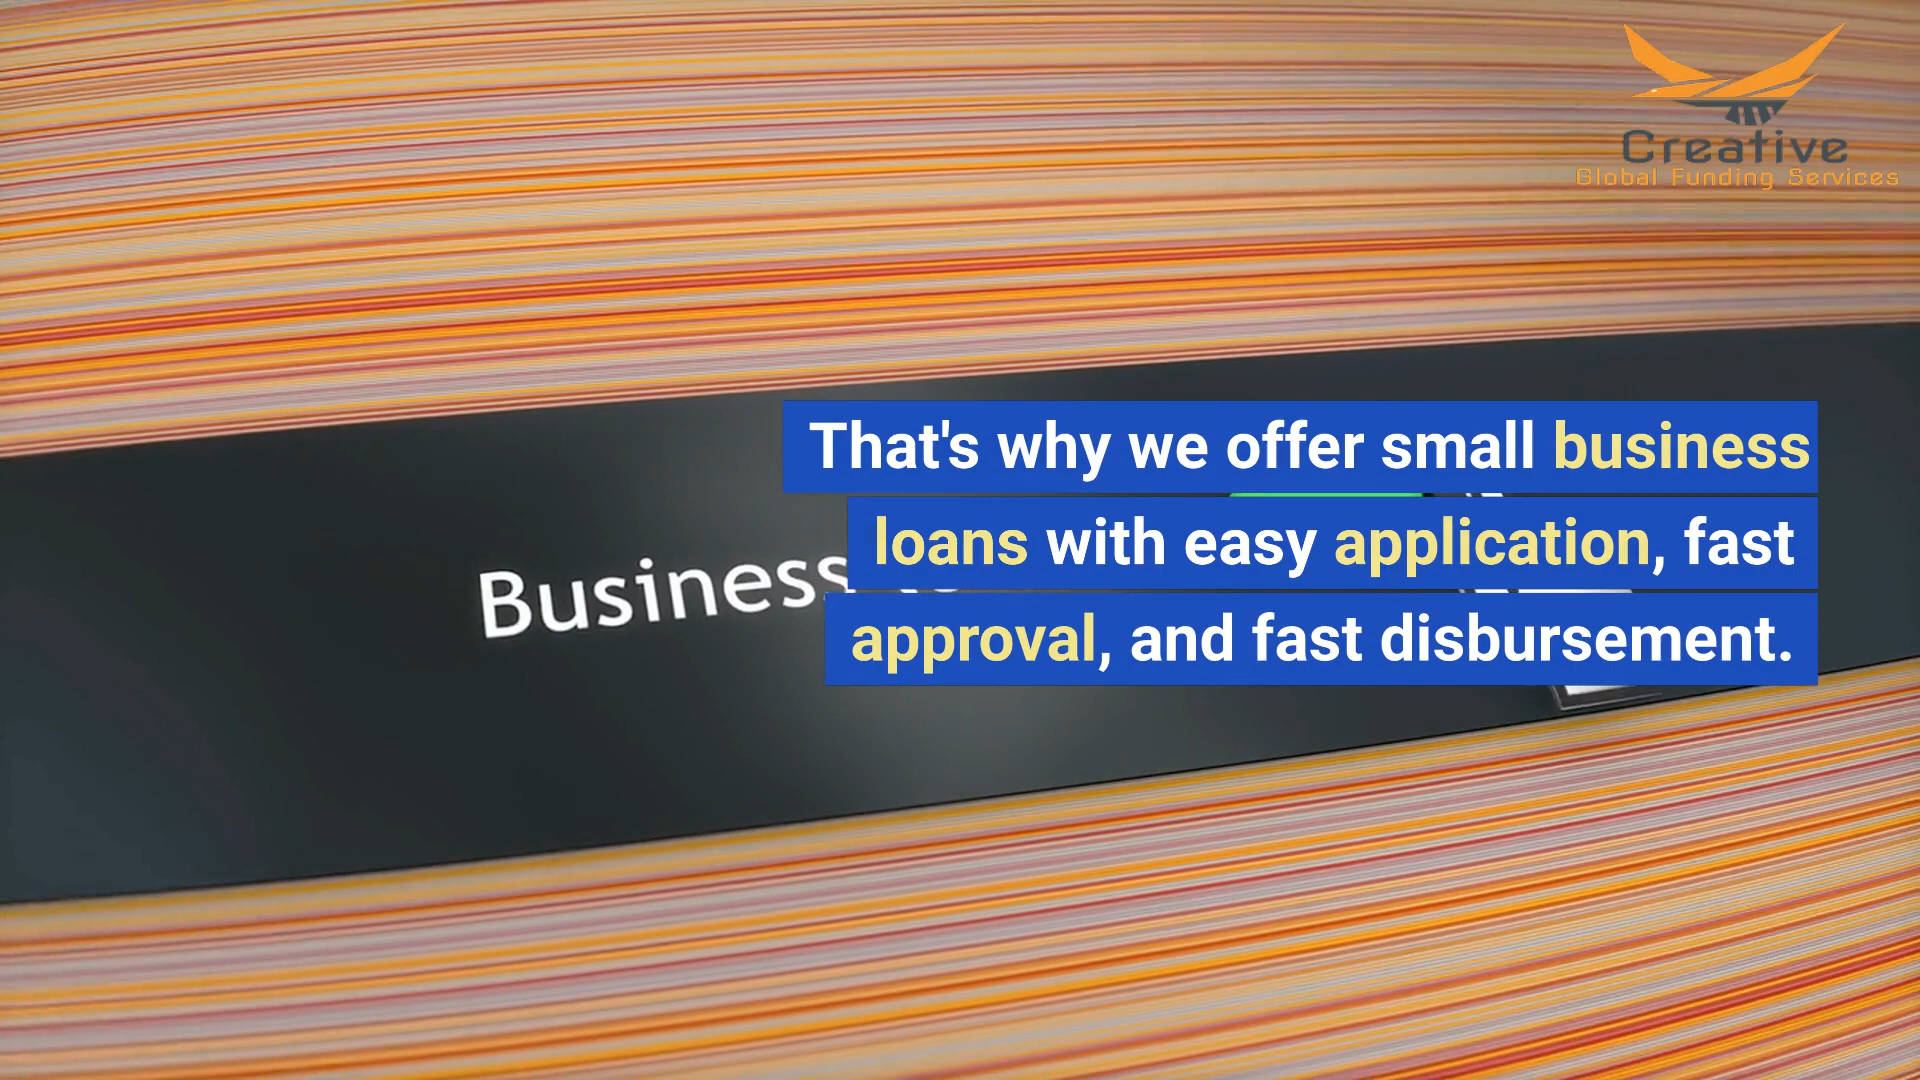 Creative
Global Funding Services
That's why we offer small business
loans with easy application, fast
approval, and fast disbursement.
Business